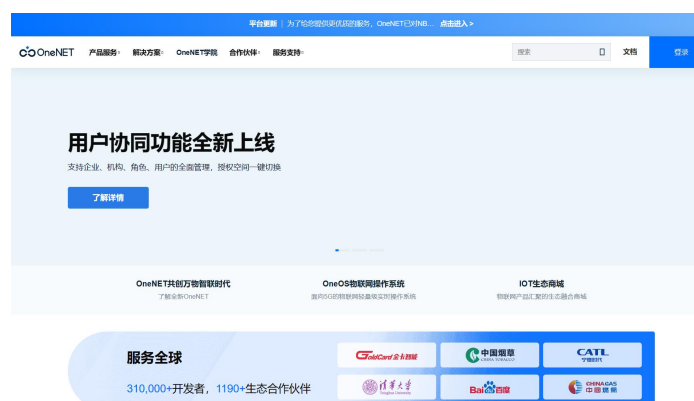 平台更新 | 为了给您提供更优质的服务，OneNET已对NB... 点击进入 >
OneNET 产品服务 解决方案 OneNET学院 合作伙伴 服务支持 搜索 文档 登录
用户协同功能全新上线
支持企业、机构、角色、用户的全面管理，授权空间一键切换
了解详情
OneNET共创万物智联时代 OneOS物联网操作系统 IOT生态商城
了解全新OneNET 面向5G的物联网轻量级实时操作系统 物联网产品汇聚的生态融合商城
服务全球
GoldCard 金卡智能 中国烟草 CHINA TOBACCO CATL 宁德时代
310,000+开发者，1190+生态合作伙伴
清华大学 Tsinghua University Bai百度 CHINAGAS 中国燃气